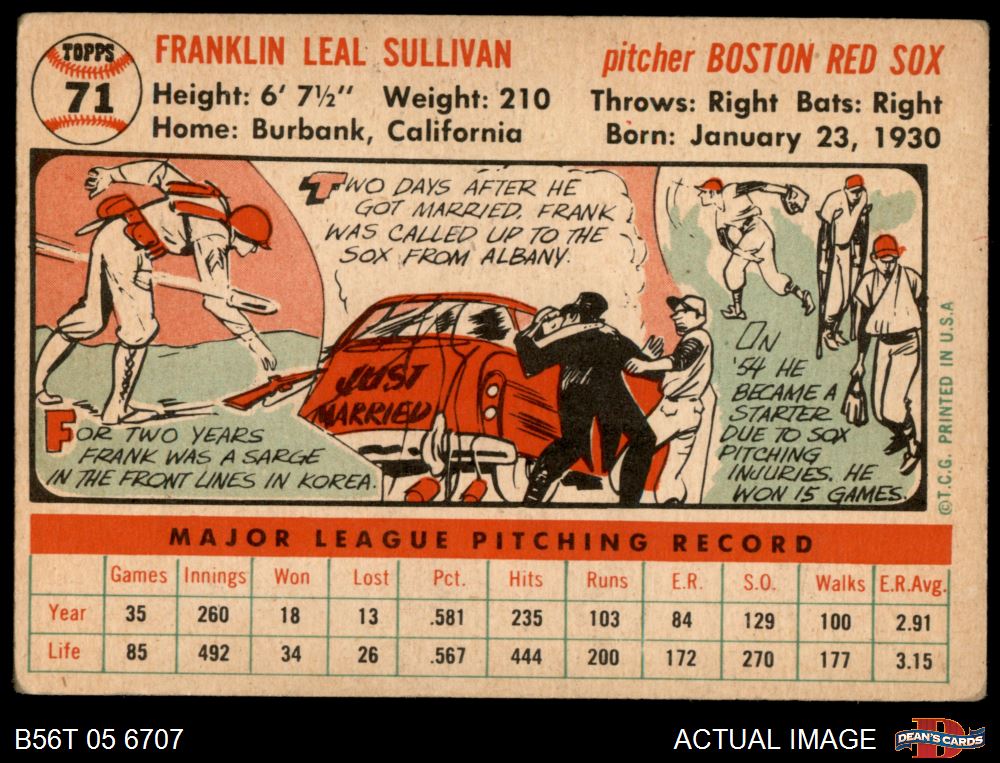 TOPPS
71
FRANKLIN LEAL SULLIVAN
pitcher BOSTON RED SOX
Height: 6' 7½" Weight: 210
Throws: Right Bats: Right
Home: Burbank, California
Born: January 23, 1930
FOR TWO YEARS
FRANK WAS A SARGE
IN THE FRONT LINES IN KOREA.
TWO DAYS AFTER HE
GOT MARRIED, FRANK
WAS CALLED UP TO THE
SOX FROM ALBANY.
JUST
MARRIED
IN
'54 HE
BECAME A
STARTER
DUE TO SOX
PITCHING
INJURIES. HE
WON 15 GAMES.
©T.C.G. PRINTED IN U.S.A
MAJOR LEAGUE PITCHING RECORD
Games Innings Won Lost Pct. Hits Runs E.R. S.O. Walks E.R.Avg.
Year 35 260 18 13 .581 235 103 84 129 100 2.91
Life 85 492 34 26 .567 444 200 172 270 177 3.15
B56T 05 6707
ACTUAL IMAGE
DEAN'S CARDS